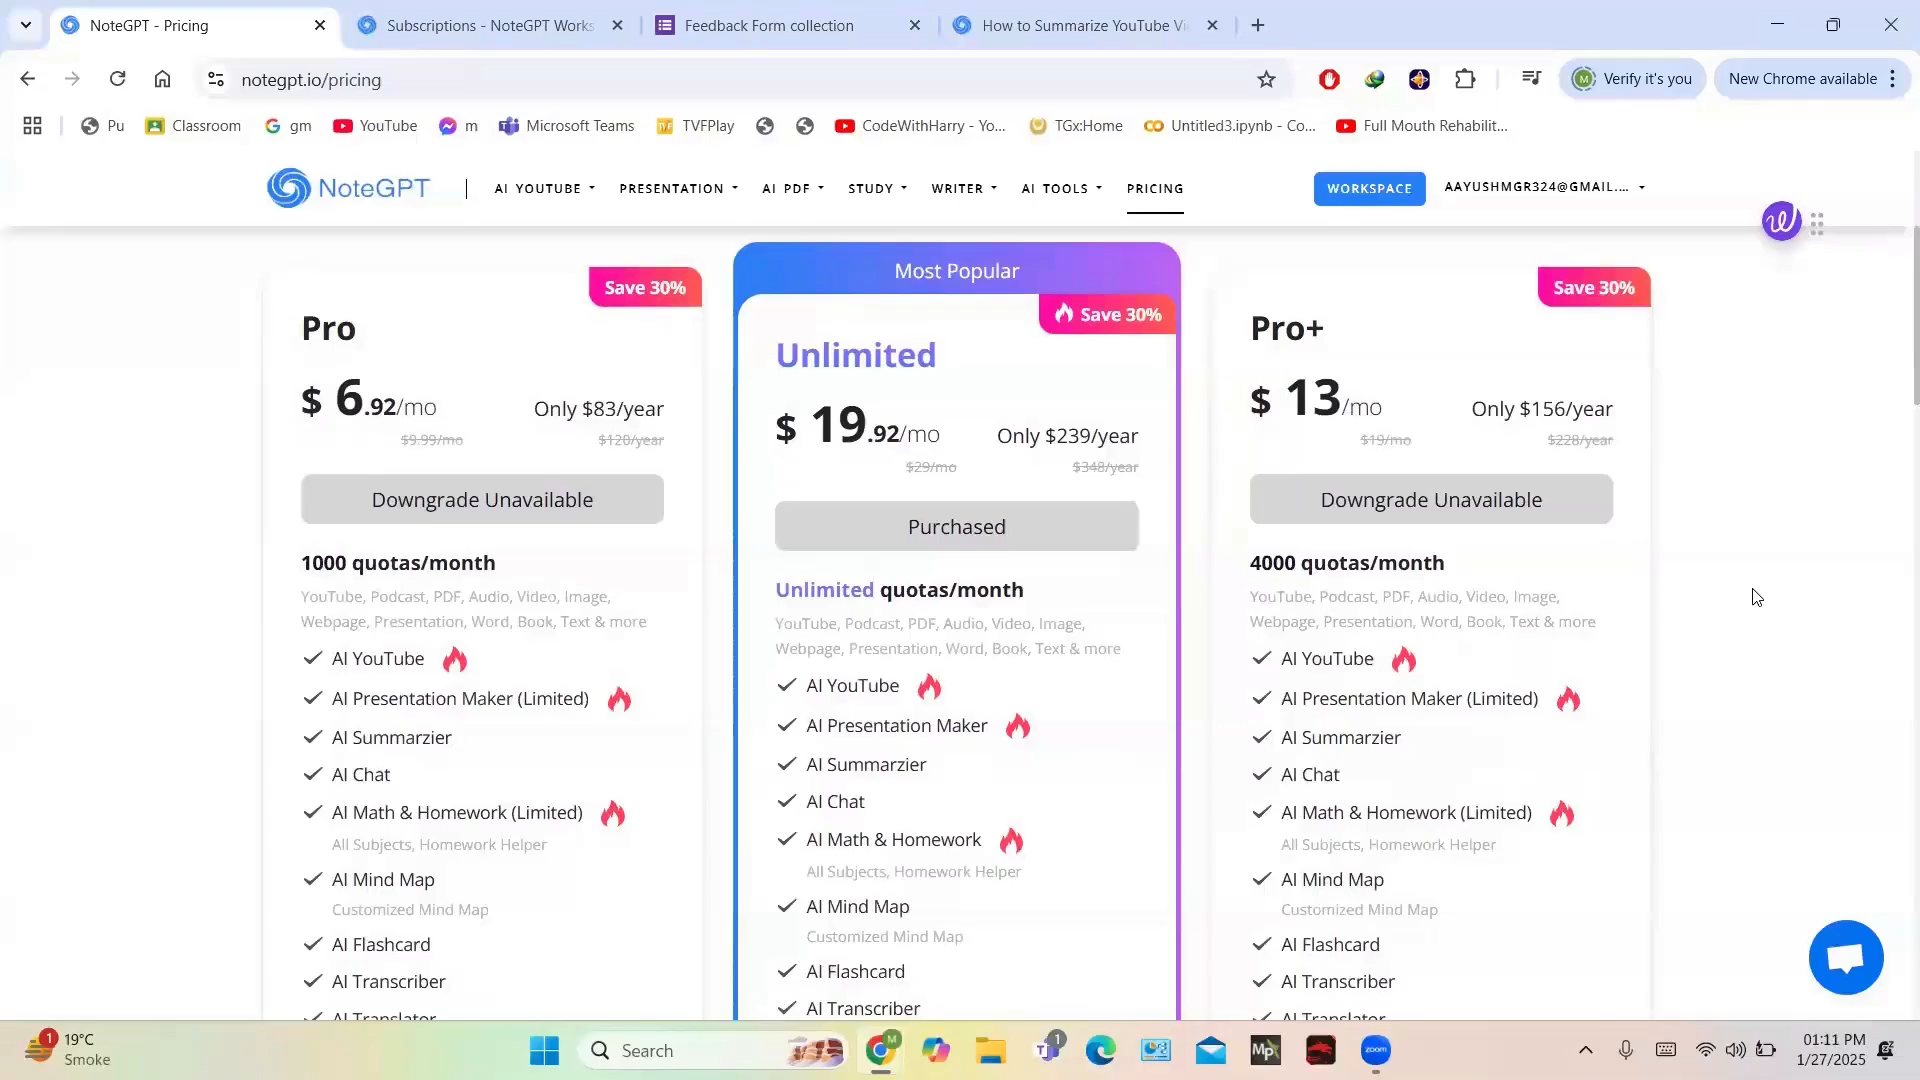 NoteGPT - Pricing
Subscriptions - NoteGPT Works
Feedback Form collection
How to Summarize YouTube Vi
notegpt.io/pricing
Verify it's you
New Chrome available
Pu
Classroom
gm
YouTube
m
Microsoft Teams
TVFPlay
CodeWithHarry - Yo...
TGx:Home
Untitled3.ipynb - Co...
Full Mouth Rehabilit...
NoteGPT
AI YOUTUBE
PRESENTATION
AI PDF
STUDY
WRITER
AI TOOLS
PRICING
WORKSPACE
AAYUSHMGR324@GMAIL....
Save 30%
Pro
$ 6.92/mo
Only $83/year
$9.99/mo
$120/year
Downgrade Unavailable
1000 quotas/month
YouTube, Podcast, PDF, Audio, Video, Image,
Webpage, Presentation, Word, Book, Text & more
AI YouTube
AI Presentation Maker (Limited)
AI Summarzier
AI Chat
AI Math & Homework (Limited)
All Subjects, Homework Helper
AI Mind Map
Customized Mind Map
AI Flashcard
AI Transcriber
AI Translator
Most Popular
Save 30%
Unlimited
$ 19.92/mo
Only $239/year
$29/mo
$348/year
Purchased
Unlimited quotas/month
YouTube, Podcast, PDF, Audio, Video, Image,
Webpage, Presentation, Word, Book, Text & more
AI YouTube
AI Presentation Maker
AI Summarzier
AI Chat
AI Math & Homework
All Subjects, Homework Helper
AI Mind Map
Customized Mind Map
AI Flashcard
AI Transcriber
Save 30%
Pro+
$ 13/mo
Only $156/year
$19/mo
$228/year
Downgrade Unavailable
4000 quotas/month
YouTube, Podcast, PDF, Audio, Video, Image,
Webpage, Presentation, Word, Book, Text & more
AI YouTube
AI Presentation Maker (Limited)
AI Summarzier
AI Chat
AI Math & Homework (Limited)
All Subjects, Homework Helper
AI Mind Map
Customized Mind Map
AI Flashcard
AI Transcriber
AI Translator
1
19°C
Smoke
Search
M
1
Mp
zoom
01:11 PM
1/27/2025